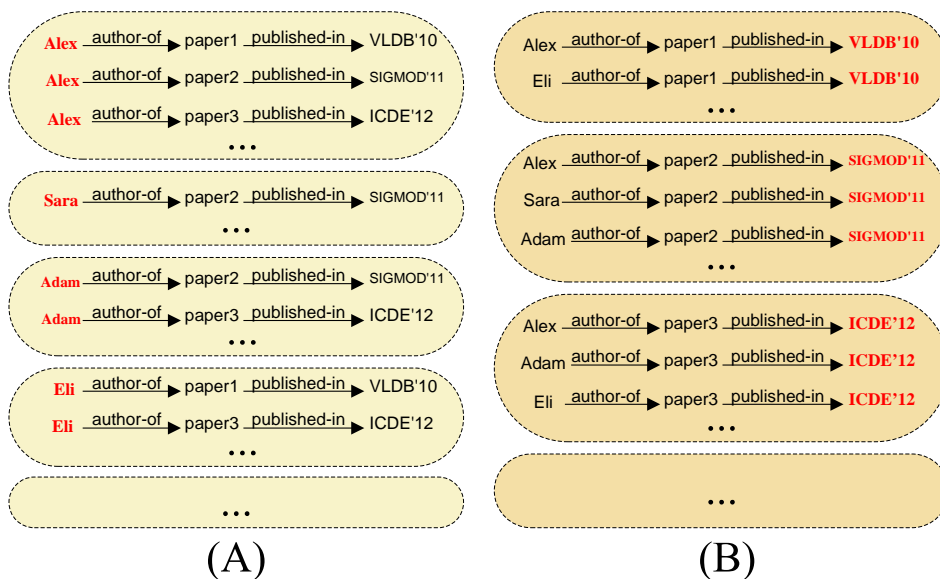 Alex author-of paper1 published-in VLDB'10
Alex author-of paper2 published-in SIGMOD'11
Alex author-of paper3 published-in ICDE'12
...
Sara author-of paper2 published-in SIGMOD'11
...
Adam author-of paper2 published-in SIGMOD'11
Adam author-of paper3 published-in ICDE'12
...
Eli author-of paper1 published-in VLDB'10
Eli author-of paper3 published-in ICDE'12
...
...
(A)
Alex author-of paper1 published-in VLDB'10
Eli author-of paper1 published-in VLDB'10
...
Alex author-of paper2 published-in SIGMOD'11
Sara author-of paper2 published-in SIGMOD'11
Adam author-of paper2 published-in SIGMOD'11
...
Alex author-of paper3 published-in ICDE’12
Adam author-of paper3 published-in ICDE’12
Eli author-of paper3 published-in ICDE’12
...
...
(B)